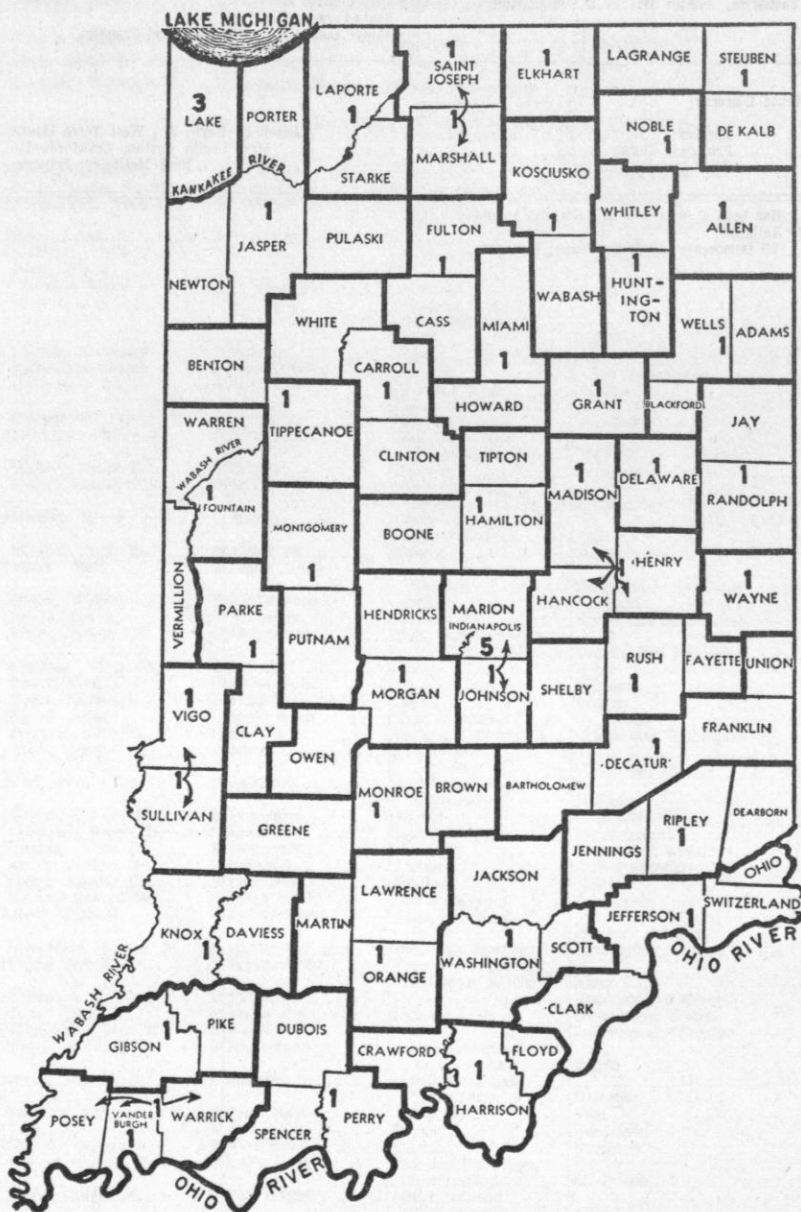 LAKE MICHIGAN
3
LAKE
PORTER
LAPORTE
1
1
SAINT
JOSEPH
1
MARSHALL
1
ELKHART
LAGRANGE
STEUBEN
1
NOBLE
1
DE KALB
KANKAKEE RIVER
STARKE
KOSCIUSKO
1
WHITLEY
1
ALLEN
1
JASPER
PULASKI
FULTON
1
NEWTON
WABASH
1
HUNT-
ING-
TON
WHITE
CASS
MIAMI
1
WELLS
1
ADAMS
BENTON
CARROLL
1
HOWARD
1
GRANT
BLACKFORD
JAY
WARREN
1
TIPPECANOE
WABASH RIVER
CLINTON
TIPTON
1
MADISON
1
DELAWARE
1
RANDOLPH
1
FOUNTAIN
MONTGOMERY
1
BOONE
1
HAMILTON
VERMILLION
PARKE
1
PUTNAM
HENDRICKS
MARION
INDIANAPOLIS
5
HANCOCK
1
HENRY
1
WAYNE
1
VIGO
CLAY
OWEN
1
MORGAN
1
JOHNSON
SHELBY
RUSH
1
FAYETTE
UNION
FRANKLIN
1
DECATUR
1
SULLIVAN
GREENE
MONROE
1
BROWN
BARTHOLOMEW
JENNINGS
RIPLEY
1
DEARBORN
OHIO
SWITZERLAND
JEFFERSON 1
OHIO RIVER
LAWRENCE
JACKSON
KNOX
1
DAVIESS
MARTIN
1
ORANGE
1
WASHINGTON
SCOTT
CLARK
WABASH RIVER
GIBSON
1
PIKE
DUBOIS
CRAWFORD
FLOYD
1
HARRISON
POSEY
VANDER
BURGH
1
1
WARRICK
SPENCER
1
PERRY
OHIO RIVER